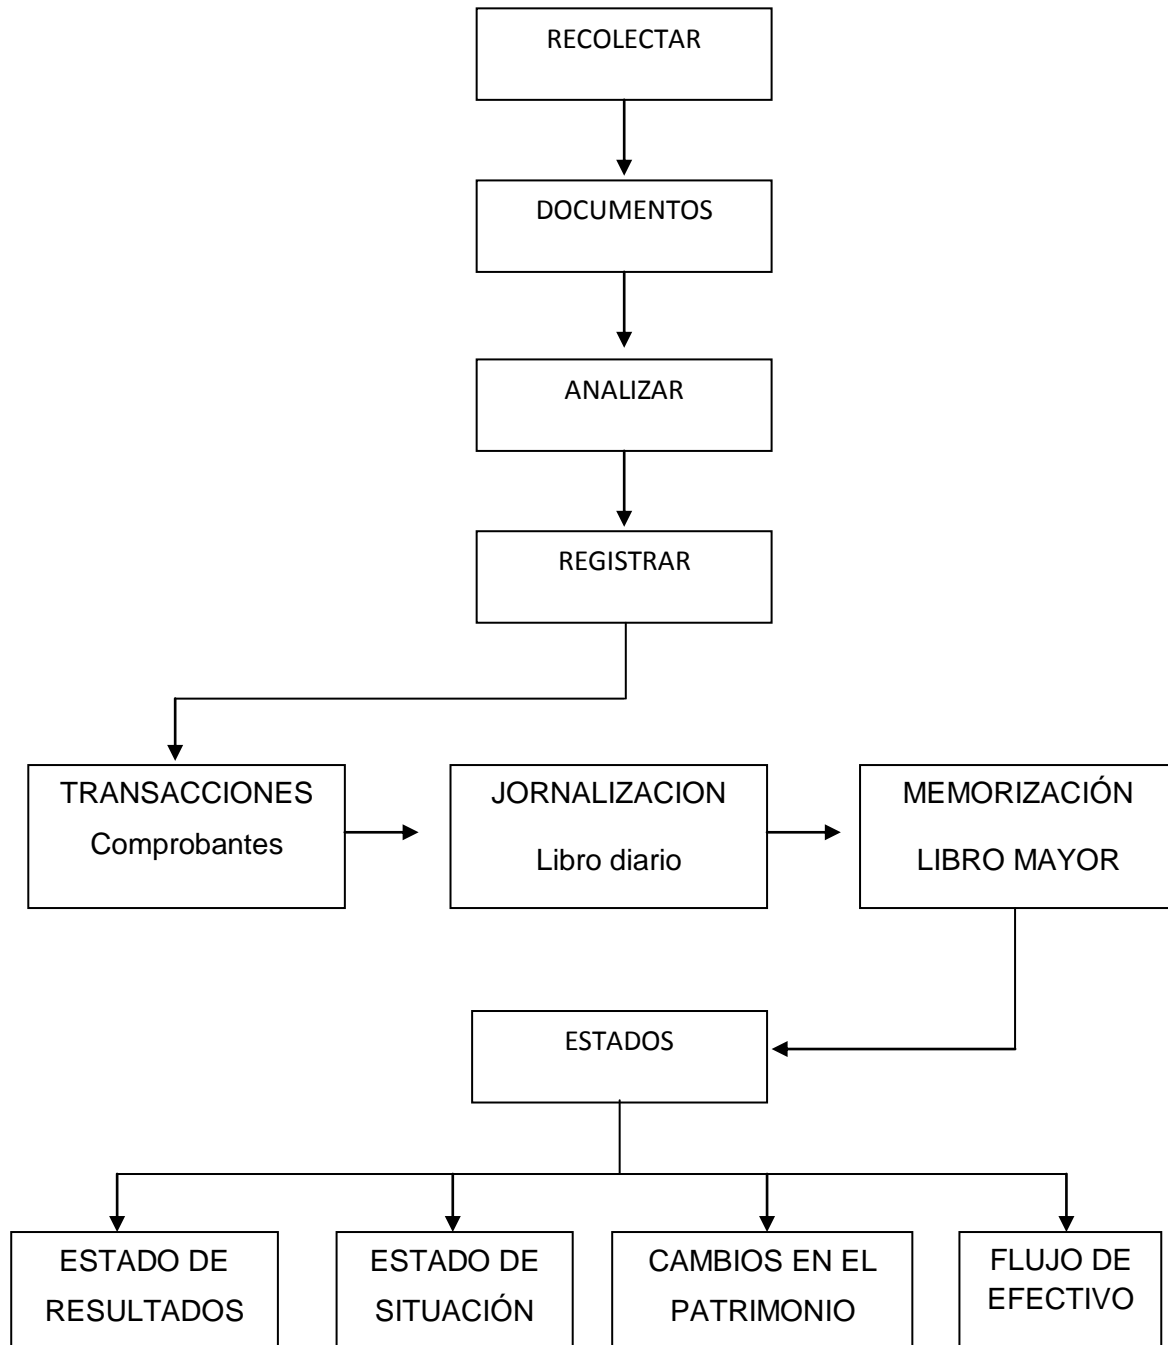 RECOLECTAR
DOCUMENTOS
ANALIZAR
REGISTRAR
TRANSACCIONES
Comprobantes
JORNALIZACION
Libro diario
MEMORIZACIÓN
LIBRO MAYOR
ESTADOS
ESTADO DE
RESULTADOS
ESTADO DE
SITUACIÓN
CAMBIOS EN EL
PATRIMONIO
FLUJO DE
EFECTIVO